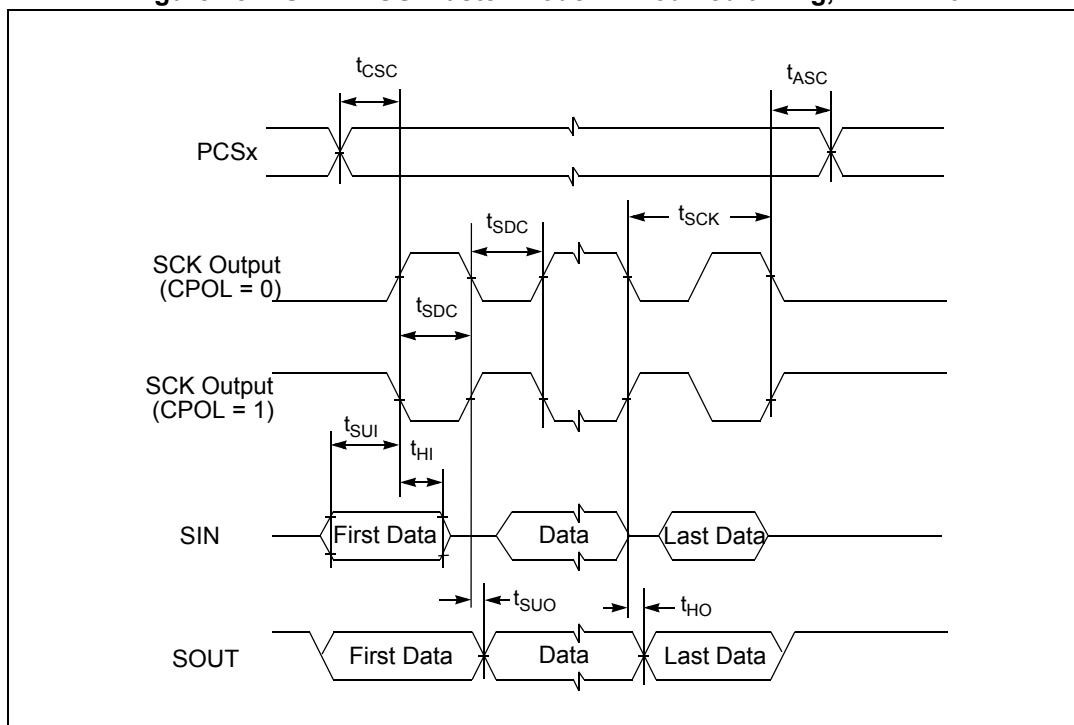 tCSC
tASC
PCSx
tSDC
tSCK
SCK Output
(CPOL = 0)
tSDC
SCK Output
(CPOL = 1)
tSUI
tHI
SIN
First Data
Data
Last Data
tSUO
tHO
SOUT
First Data
Data
Last Data